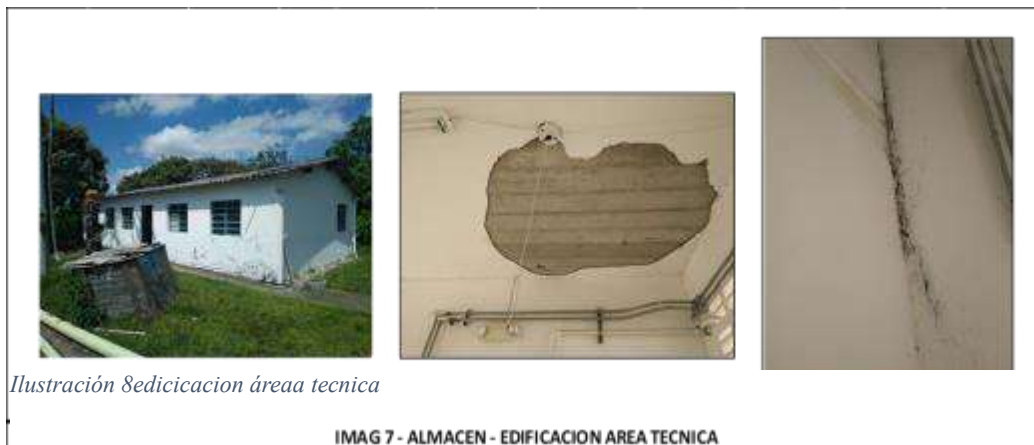 Ilustración 8edicicacion áreaa tecnica
IMAG 7 - ALMACEN - EDIFICACION AREA TECNICA